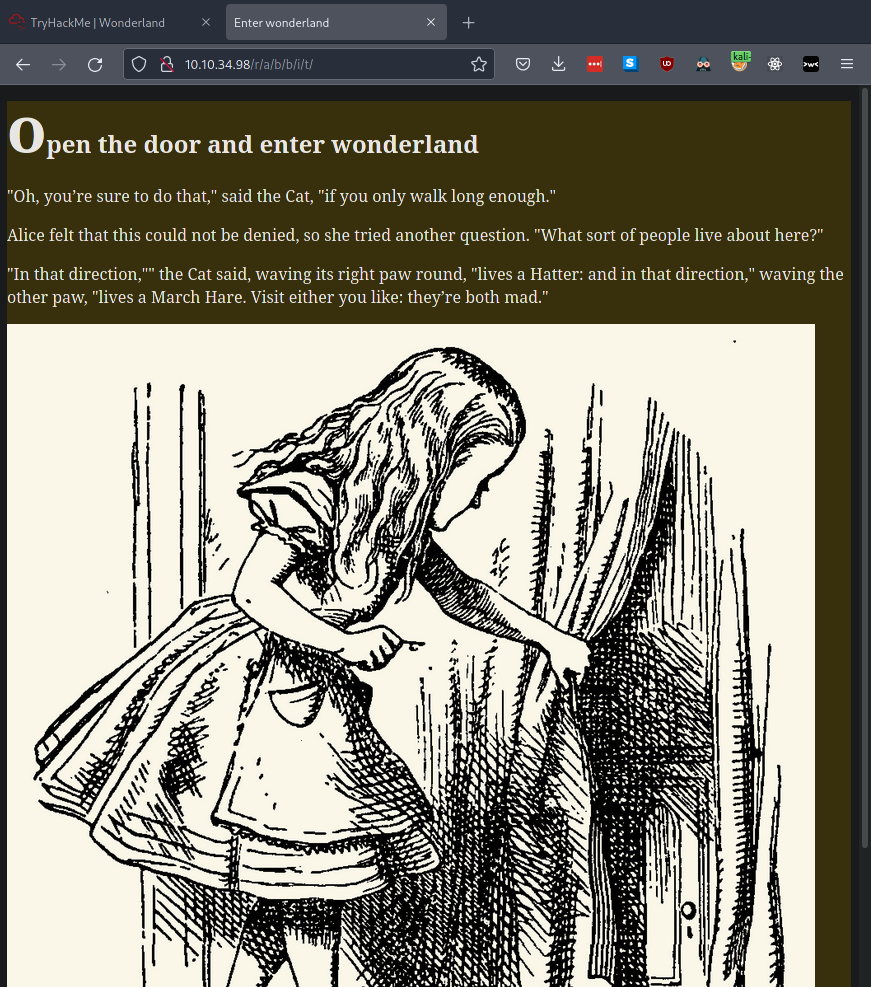 TryHackMe | Wonderland
Enter wonderland
10.10.34.98/r/a/b/b/i/t/
S
UD
kali-
>w<
Open the door and enter wonderland
"Oh, you’re sure to do that," said the Cat, "if you only walk long enough."
Alice felt that this could not be denied, so she tried another question. "What sort of people live about here?"
"In that direction,"" the Cat said, waving its right paw round, "lives a Hatter: and in that direction," waving the
other paw, "lives a March Hare. Visit either you like: they’re both mad."